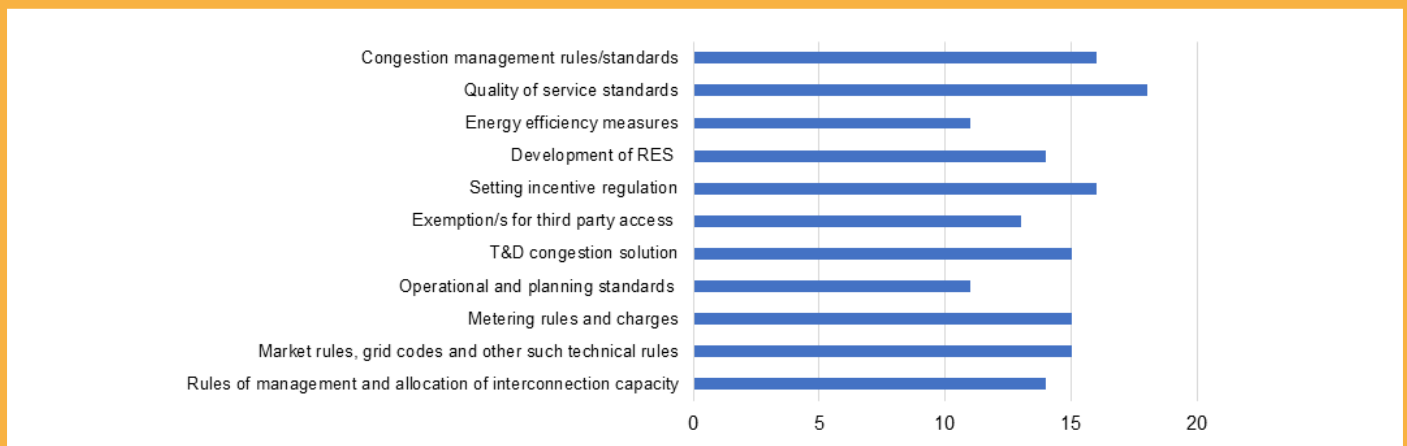 Congestion management rules/standards
Quality of service standards
Energy efficiency measures
Development of RES
Setting incentive regulation
Exemption/s for third party access
T&D congestion solution
Operational and planning standards
Metering rules and charges
Market rules, grid codes and other such technical rules
Rules of management and allocation of interconnection capacity
0 5 10 15 20